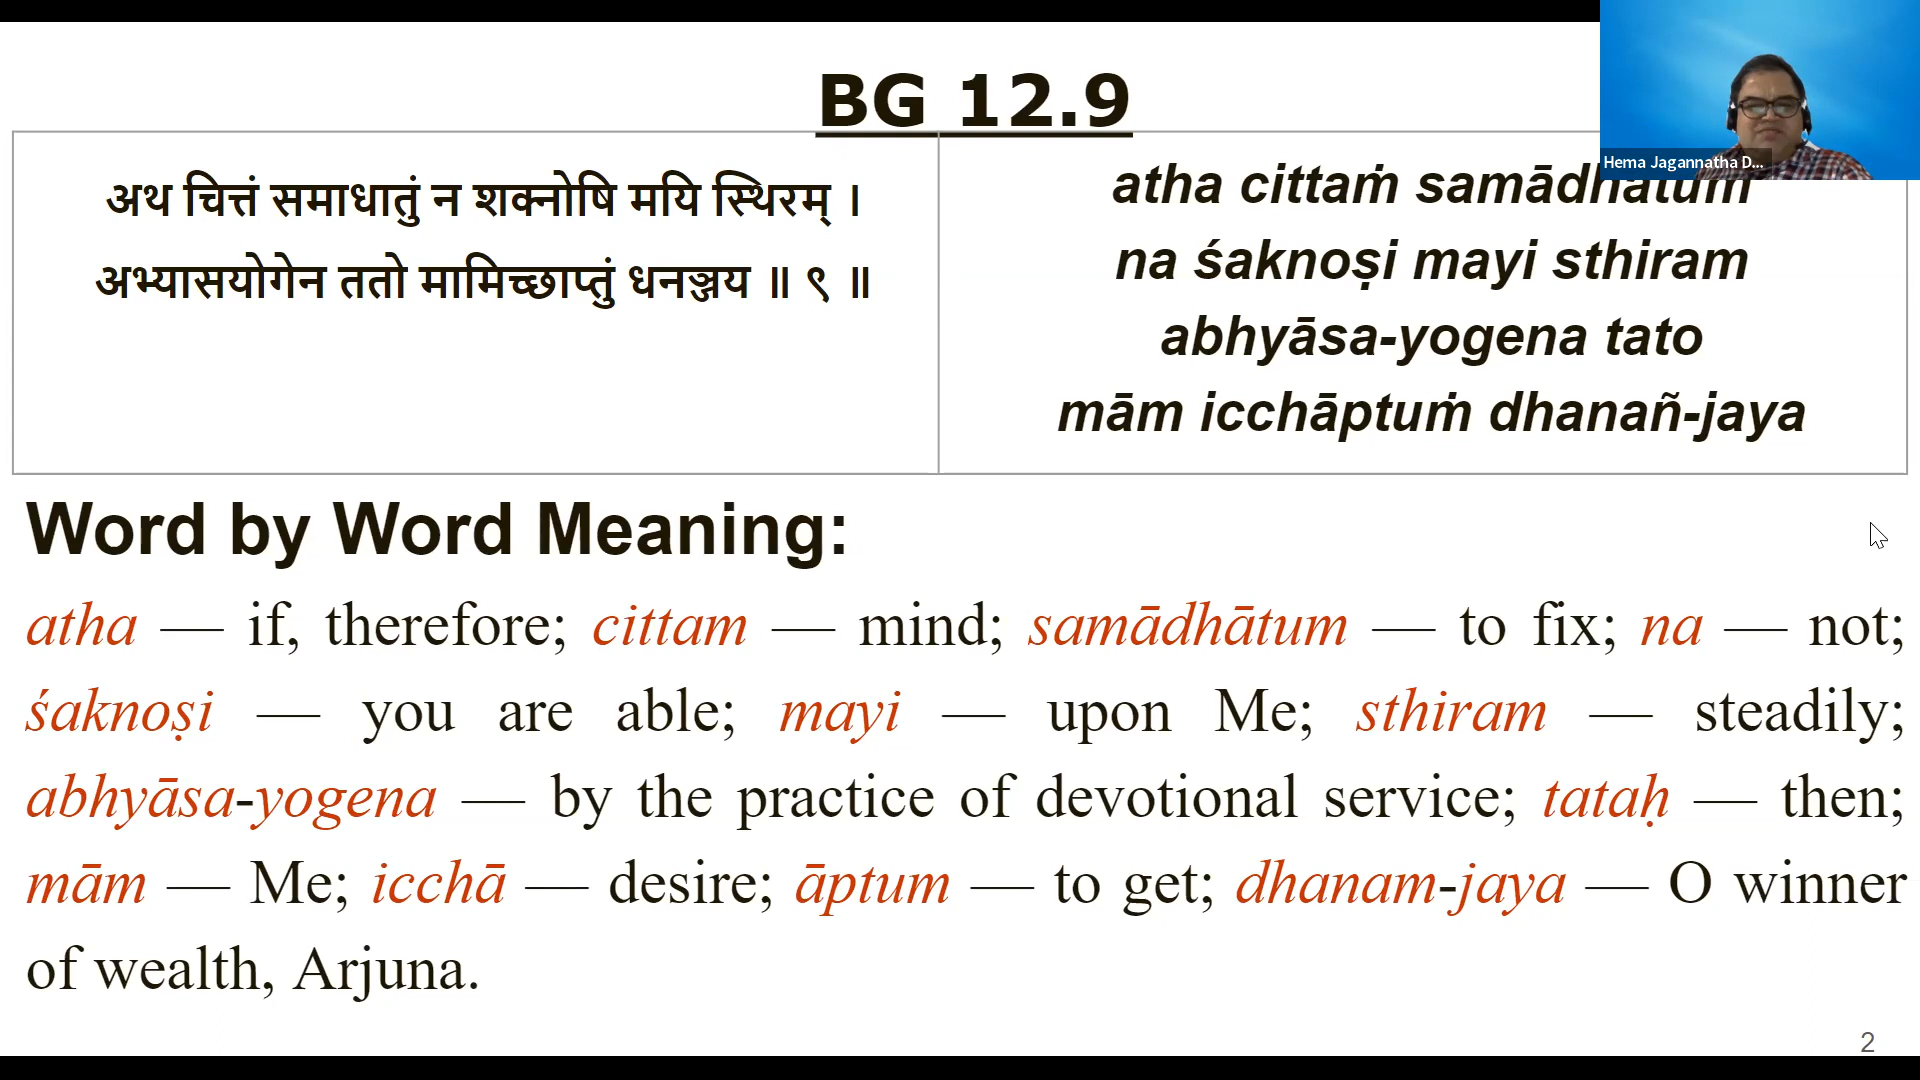 BG 12.9
अथ चित्तं समाधातुं न शक्नोषि मयि स्थिरम् ।
अभ्यासयोगेन ततो मामिच्छाप्तुं धनञ्जय ॥ ९ ॥
atha cittaṁ samādhātuṁ
na śaknoṣi mayi sthiram
abhyāsa-yogena tato
mām icchāptuṁ dhanañ-jaya
Hema Jagannatha D...
Word by Word Meaning:
atha — if, therefore; cittam — mind; samādhātum — to fix; na — not;
śaknoṣi — you are able; mayi — upon Me; sthiram — steadily;
abhyāsa-yogena — by the practice of devotional service; tataḥ — then;
mām — Me; icchā — desire; āptum — to get; dhanam-jaya — O winner
of wealth, Arjuna.
2